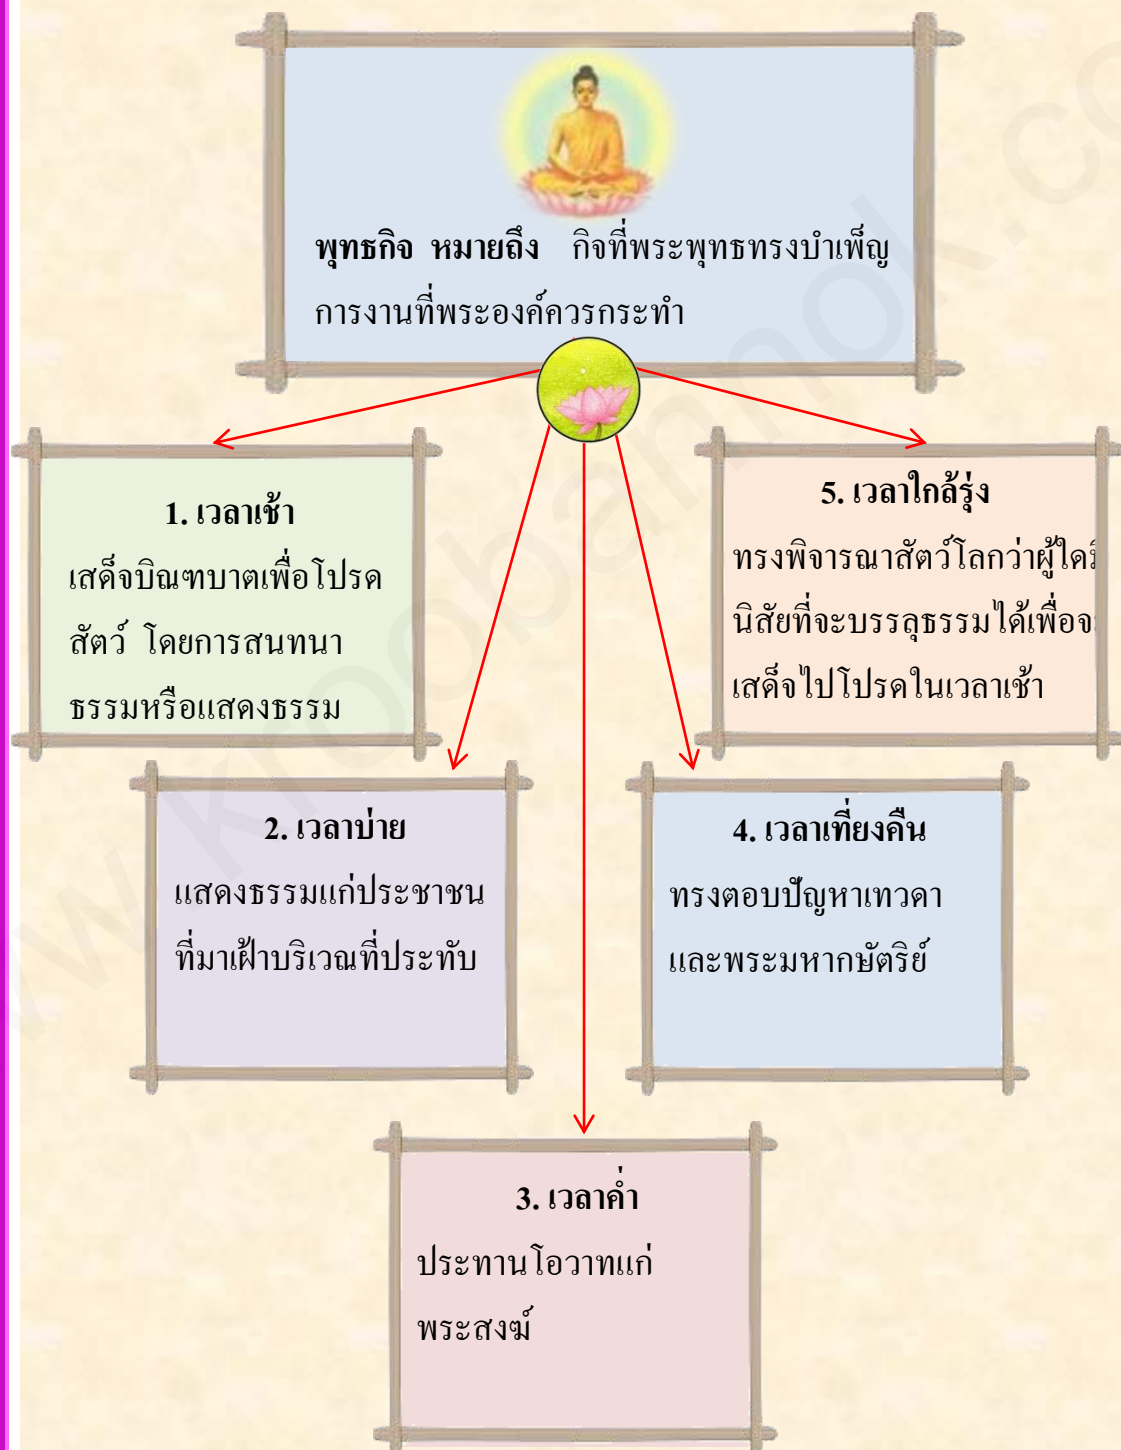 พุทธกิจ หมายถึง กิจที่พระพุทธทรงบำเพ็ญ
การงานที่พระองค์ควรกระทำ
1. เวลาเช้า
เสด็จบิณฑบาตเพื่อโปรด
สัตว์ โดยการสนทนา
ธรรมหรือแสดงธรรม
2. เวลาบ่าย
แสดงธรรมแก่ประชาชน
ที่มาเฝ้าบริเวณที่ประทับ
3. เวลาค่ำ
ประทานโอวาทแก่
พระสงฆ์
4. เวลาเที่ยงคืน
ทรงตอบปัญหาเทวดา
และพระมหากษัตริย์
5. เวลาใกล้รุ่ง
ทรงพิจารณาสัตว์โลกว่าผู้ใด
นิสัยที่จะบรรลุธรรมได้เพื่อ
เสด็จไปโปรดในเวลาเช้า